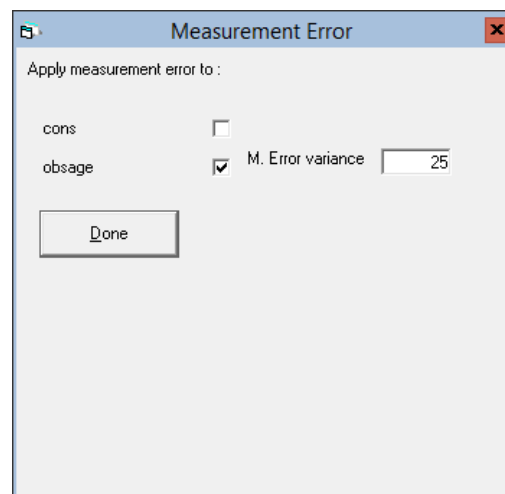 Measurement Error
Apply measurement error to :
cons
obsage M. Error variance 25
Done